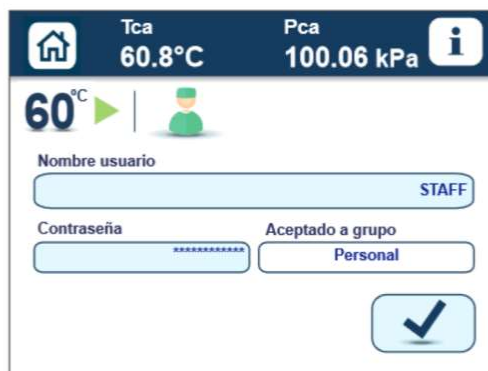 Tca Pca
60.8°C 100.06 kPa i
60°C
Nombre usuario
STAFF
Contraseña Aceptado a grupo
************ Personal